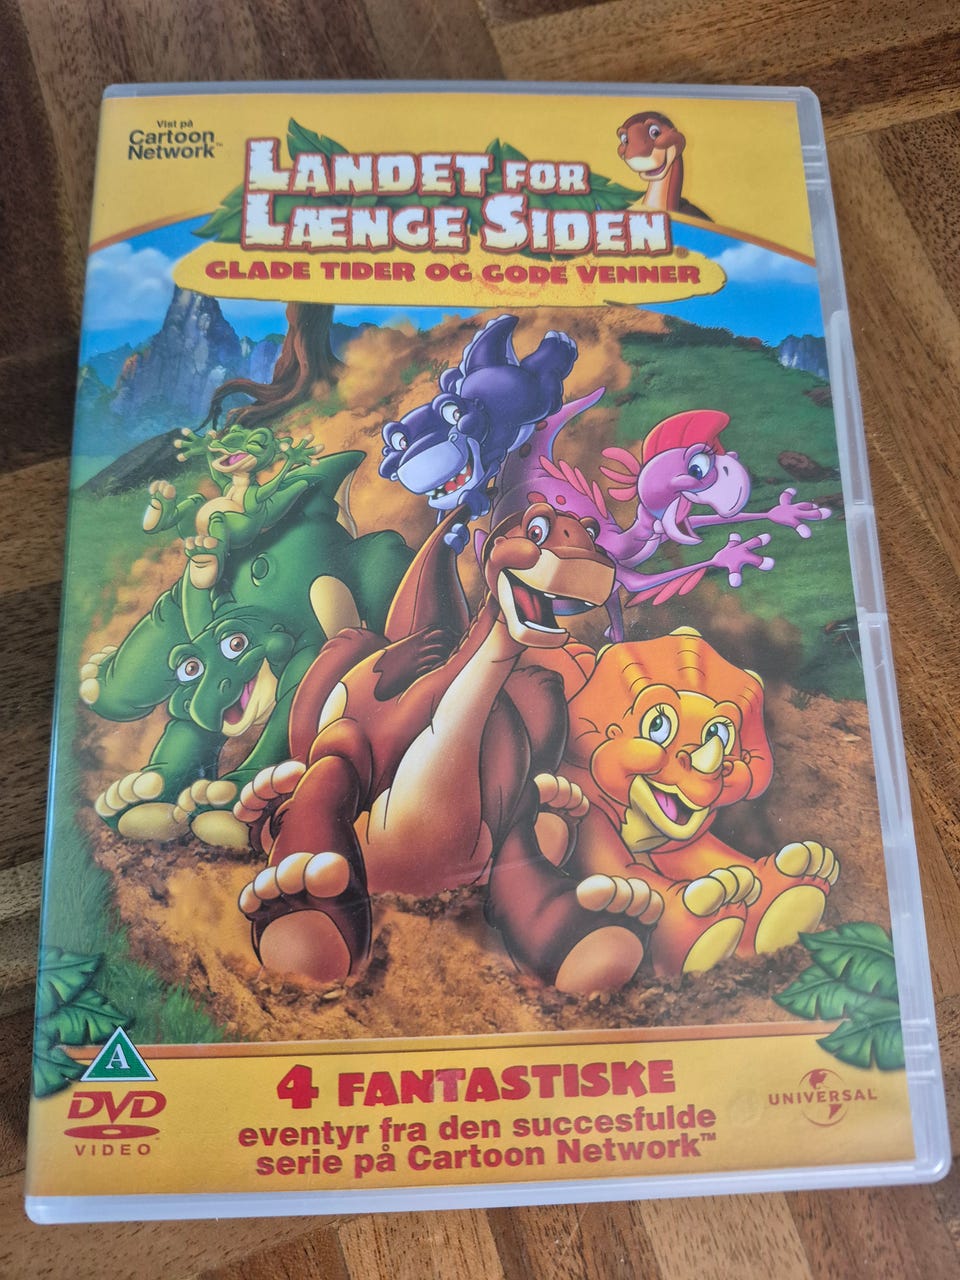 Vist på
Cartoon
Network™
LANDET FOR
LÆNGE SIDEN®
GLADE TIDER OG GODE VENNER
A
DVD
VIDEO
4 FANTASTISKE
eventyr fra den succesfulde
serie på Cartoon Network™
UNIVERSAL